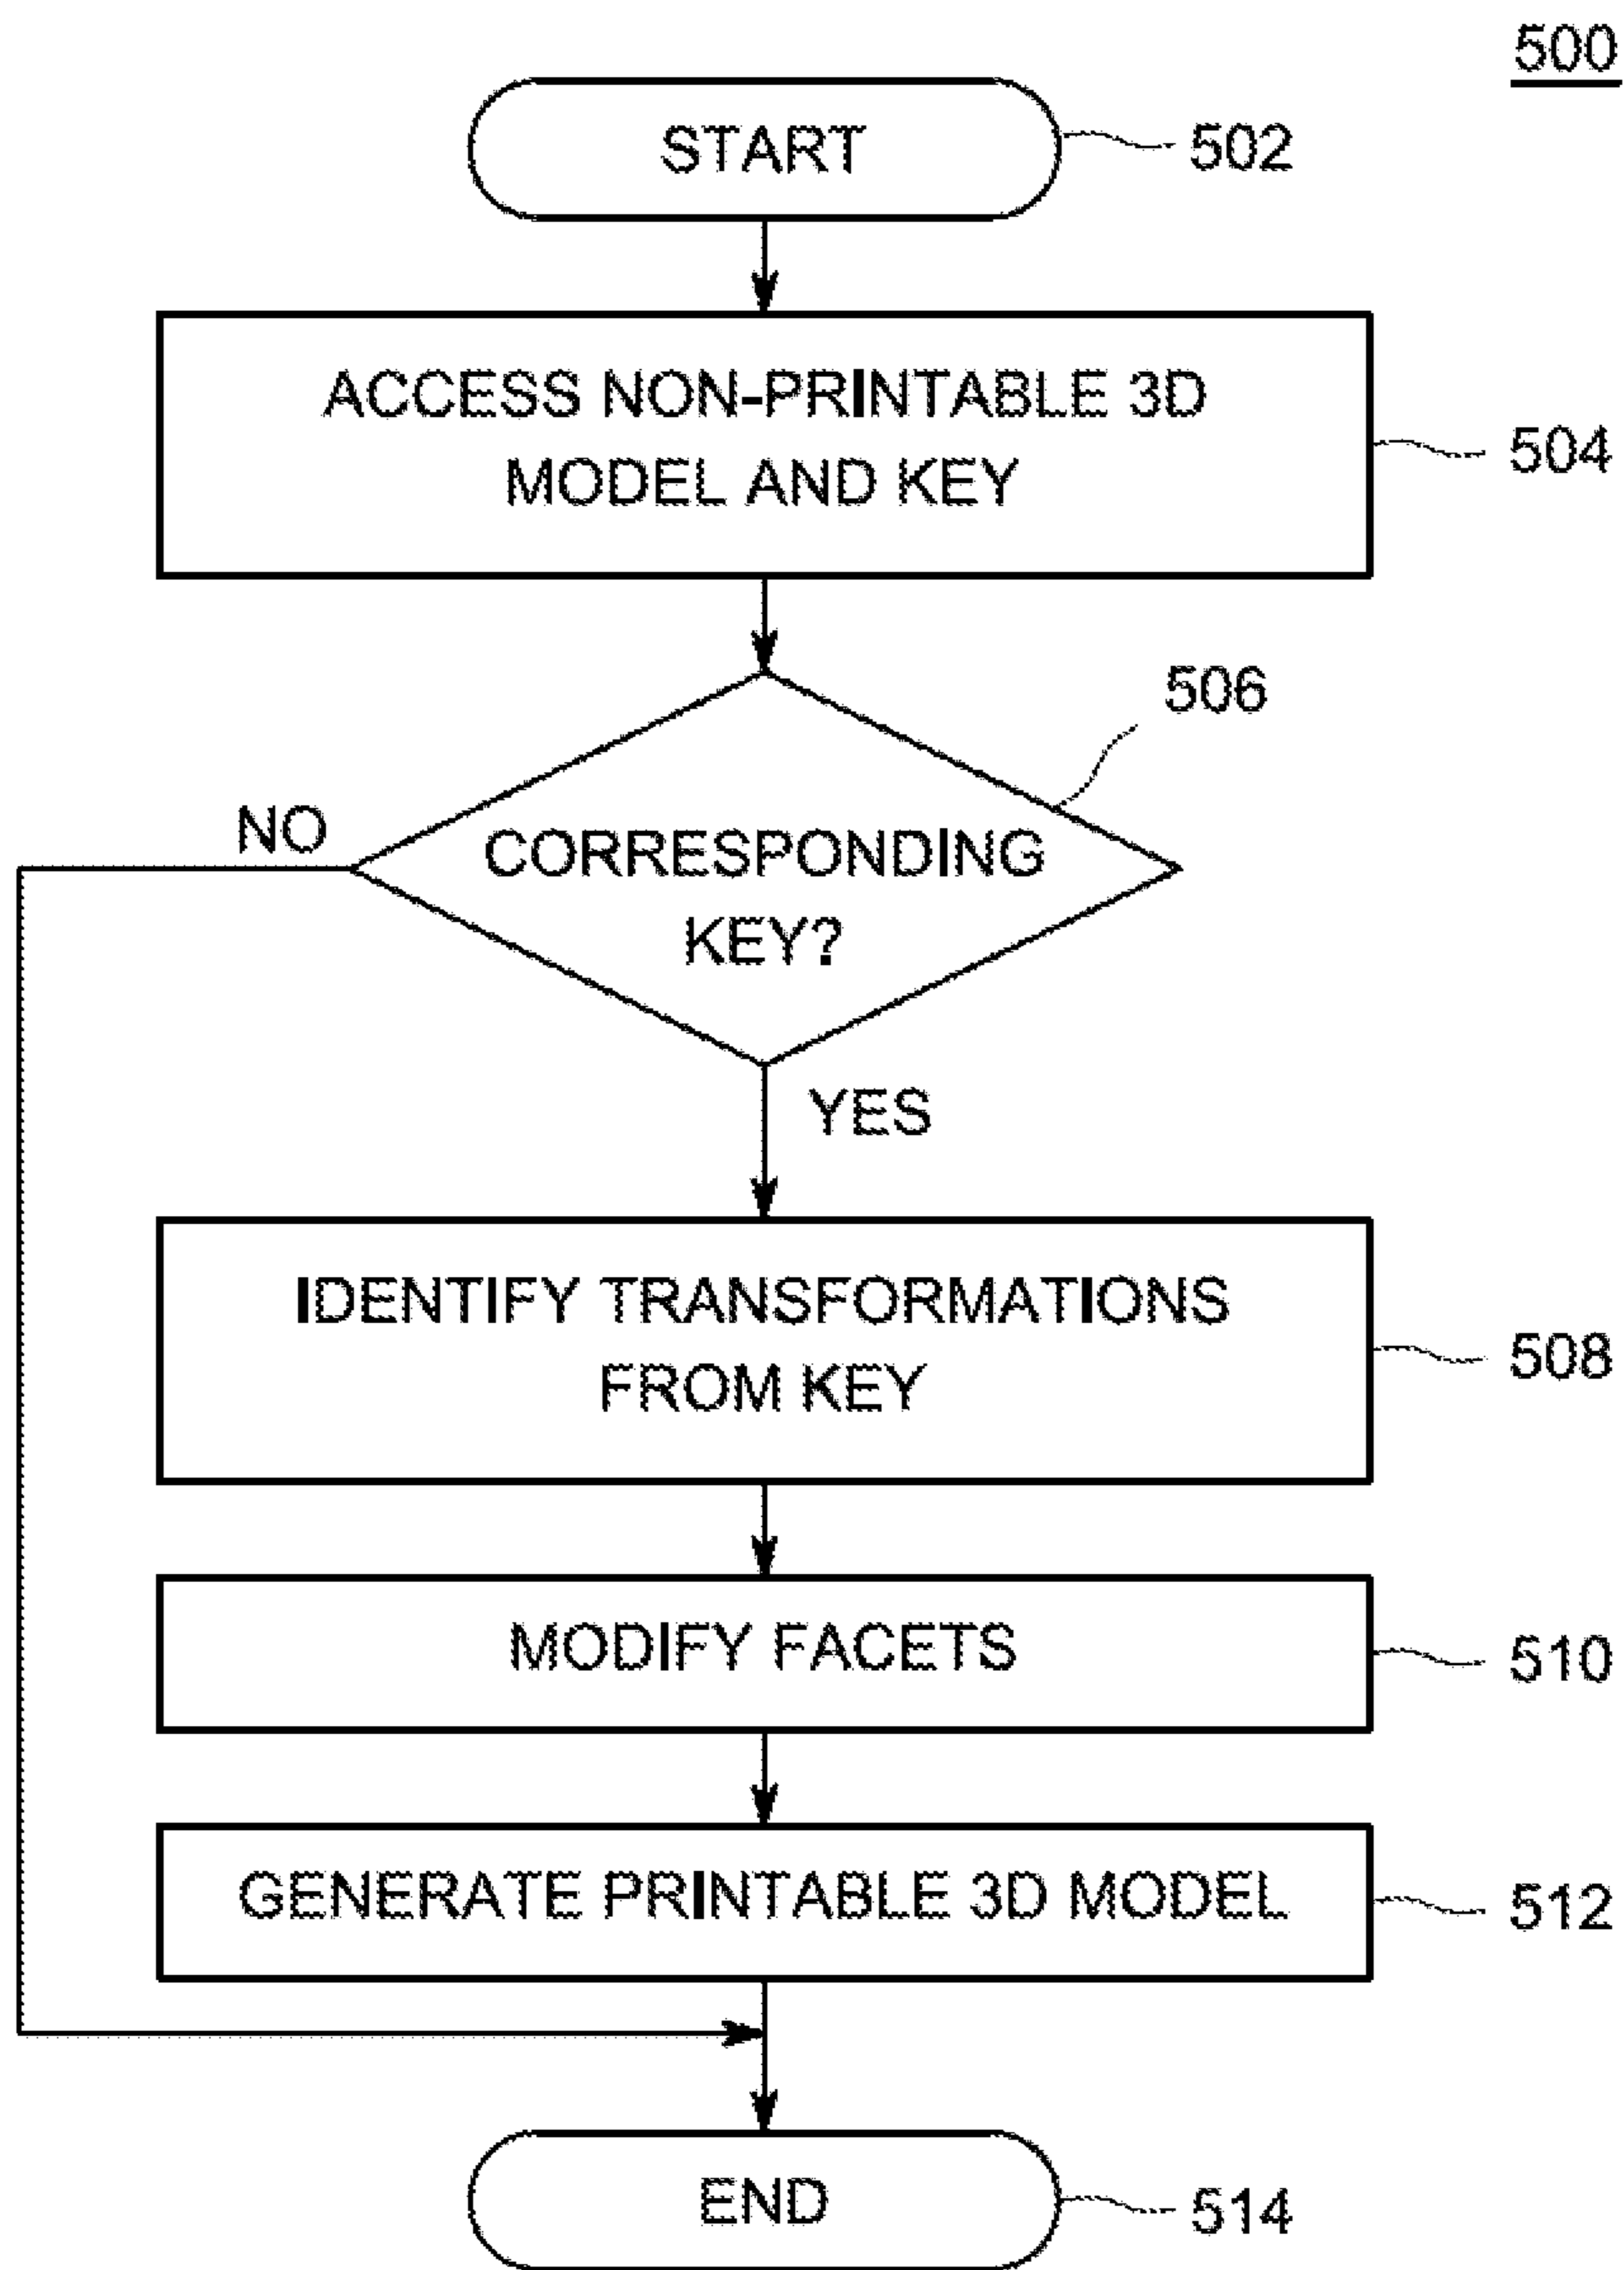 500
START
502
ACCESS NON-PRINTABLE 3D
MODEL AND KEY
504
506
NO
CORRESPONDING
KEY?
YES
IDENTIFY TRANSFORMATIONS
FROM KEY
508
MODIFY FACETS
510
GENERATE PRINTABLE 3D MODEL
512
END
514